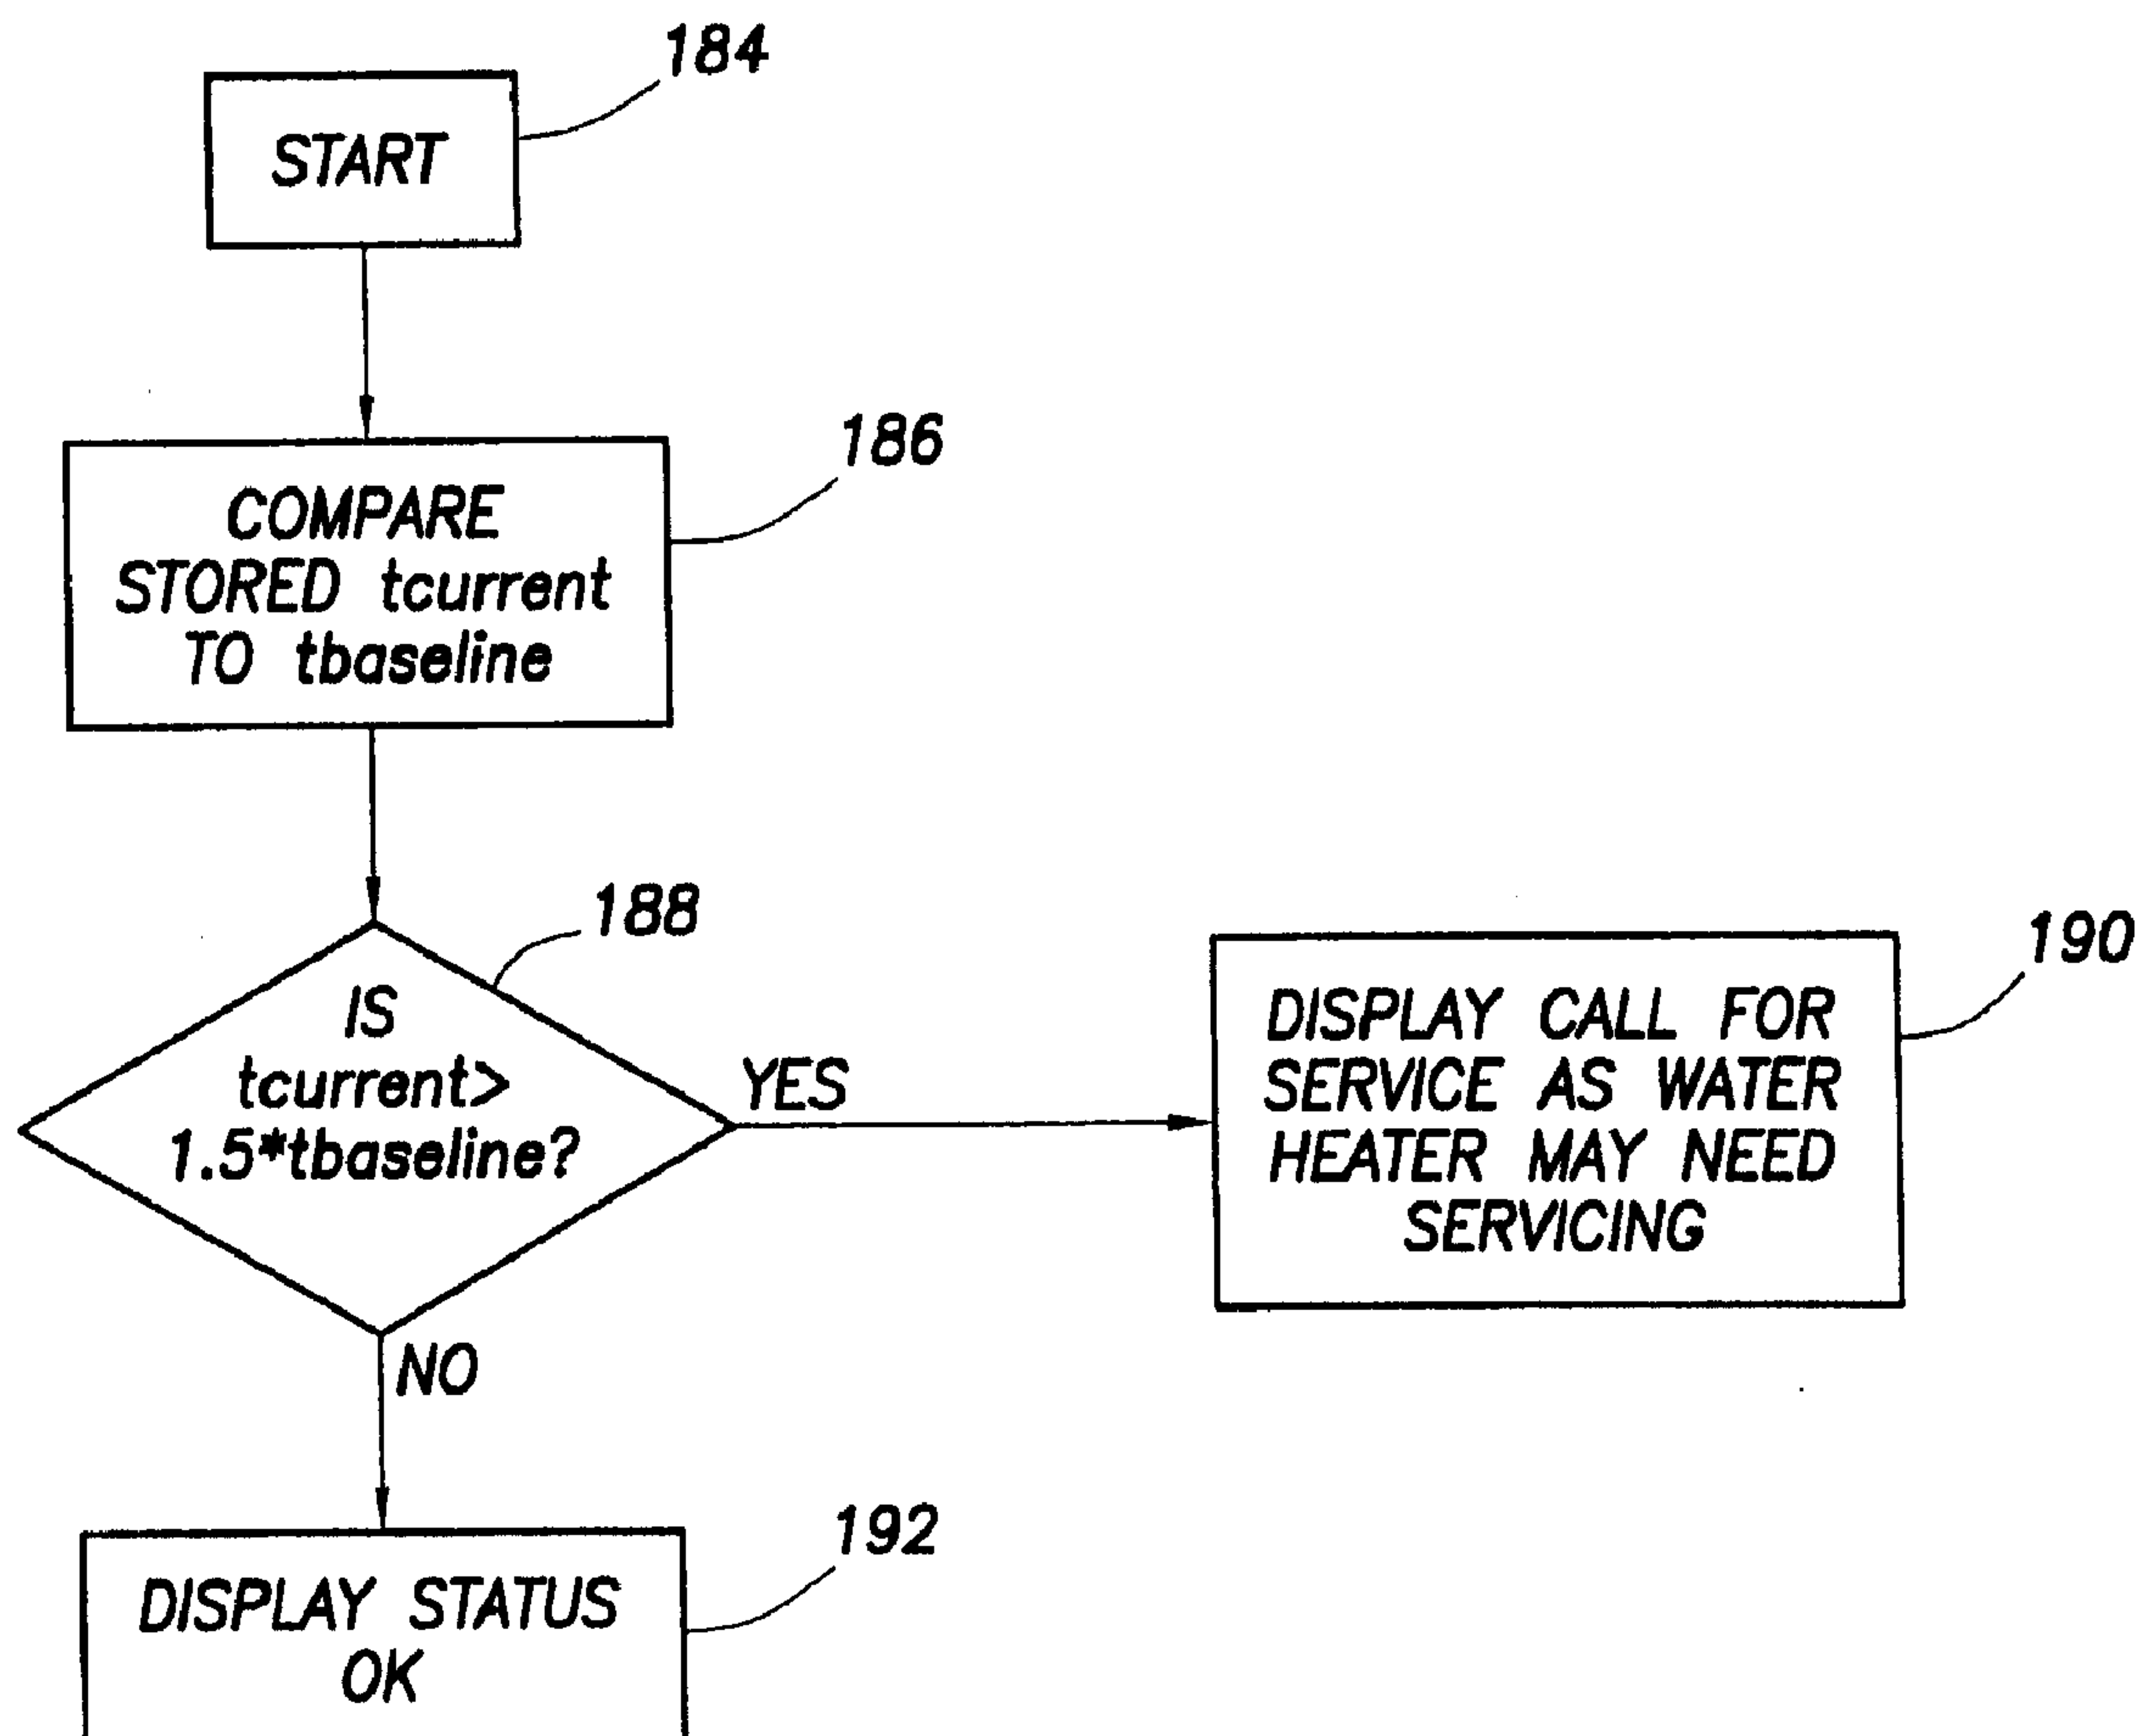 184
START
186
COMPARE
STORED tcurrent
TO tbaseline
188
IS
tcurrent>
1.5*tbaseline?
YES
190
DISPLAY CALL FOR
SERVICE AS WATER
HEATER MAY NEED
SERVICING
NO
192
DISPLAY STATUS
OK